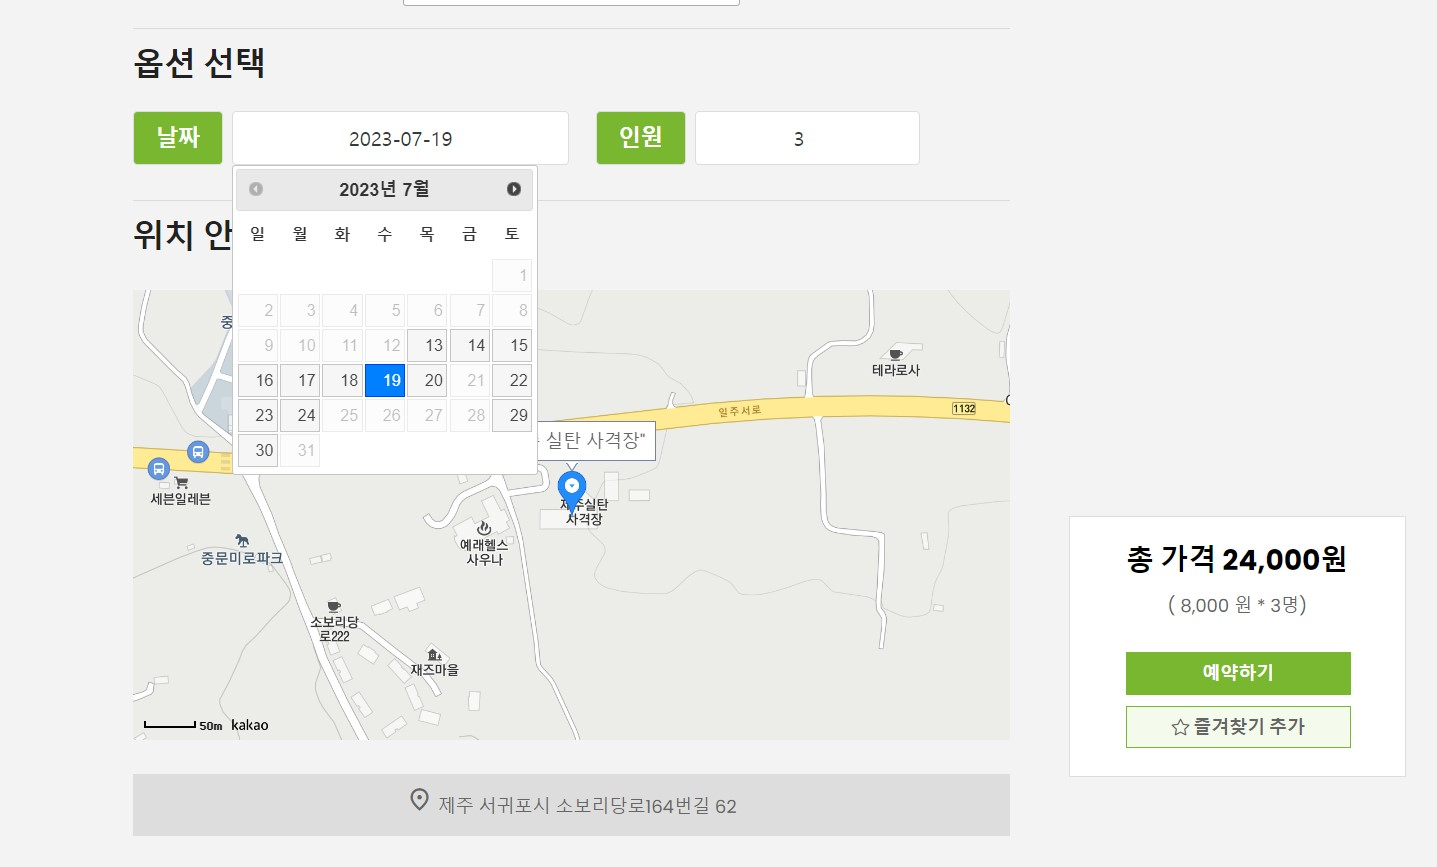 옵션 선택
날짜
2023-07-19
인원
3
2023년 7월
일 월 화 수 목 금 토
1
2 3 4 5 6 7 8
9 10 11 12 13 14 15
16 17 18 19 20 21 22
23 24 25 26 27 28 29
30 31
위치 안
중
테라로사
일주서로
1132
실탄 사격장"
제주실탄
사격장
세븐일레븐
중문미로파크
예래헬스
사우나
소보리당
로222
재즈마을
50m kakao
제주 서귀포시 소보리당로164번길 62
총 가격 24,000원
( 8,000 원 * 3명)
예약하기
즐겨찾기 추가